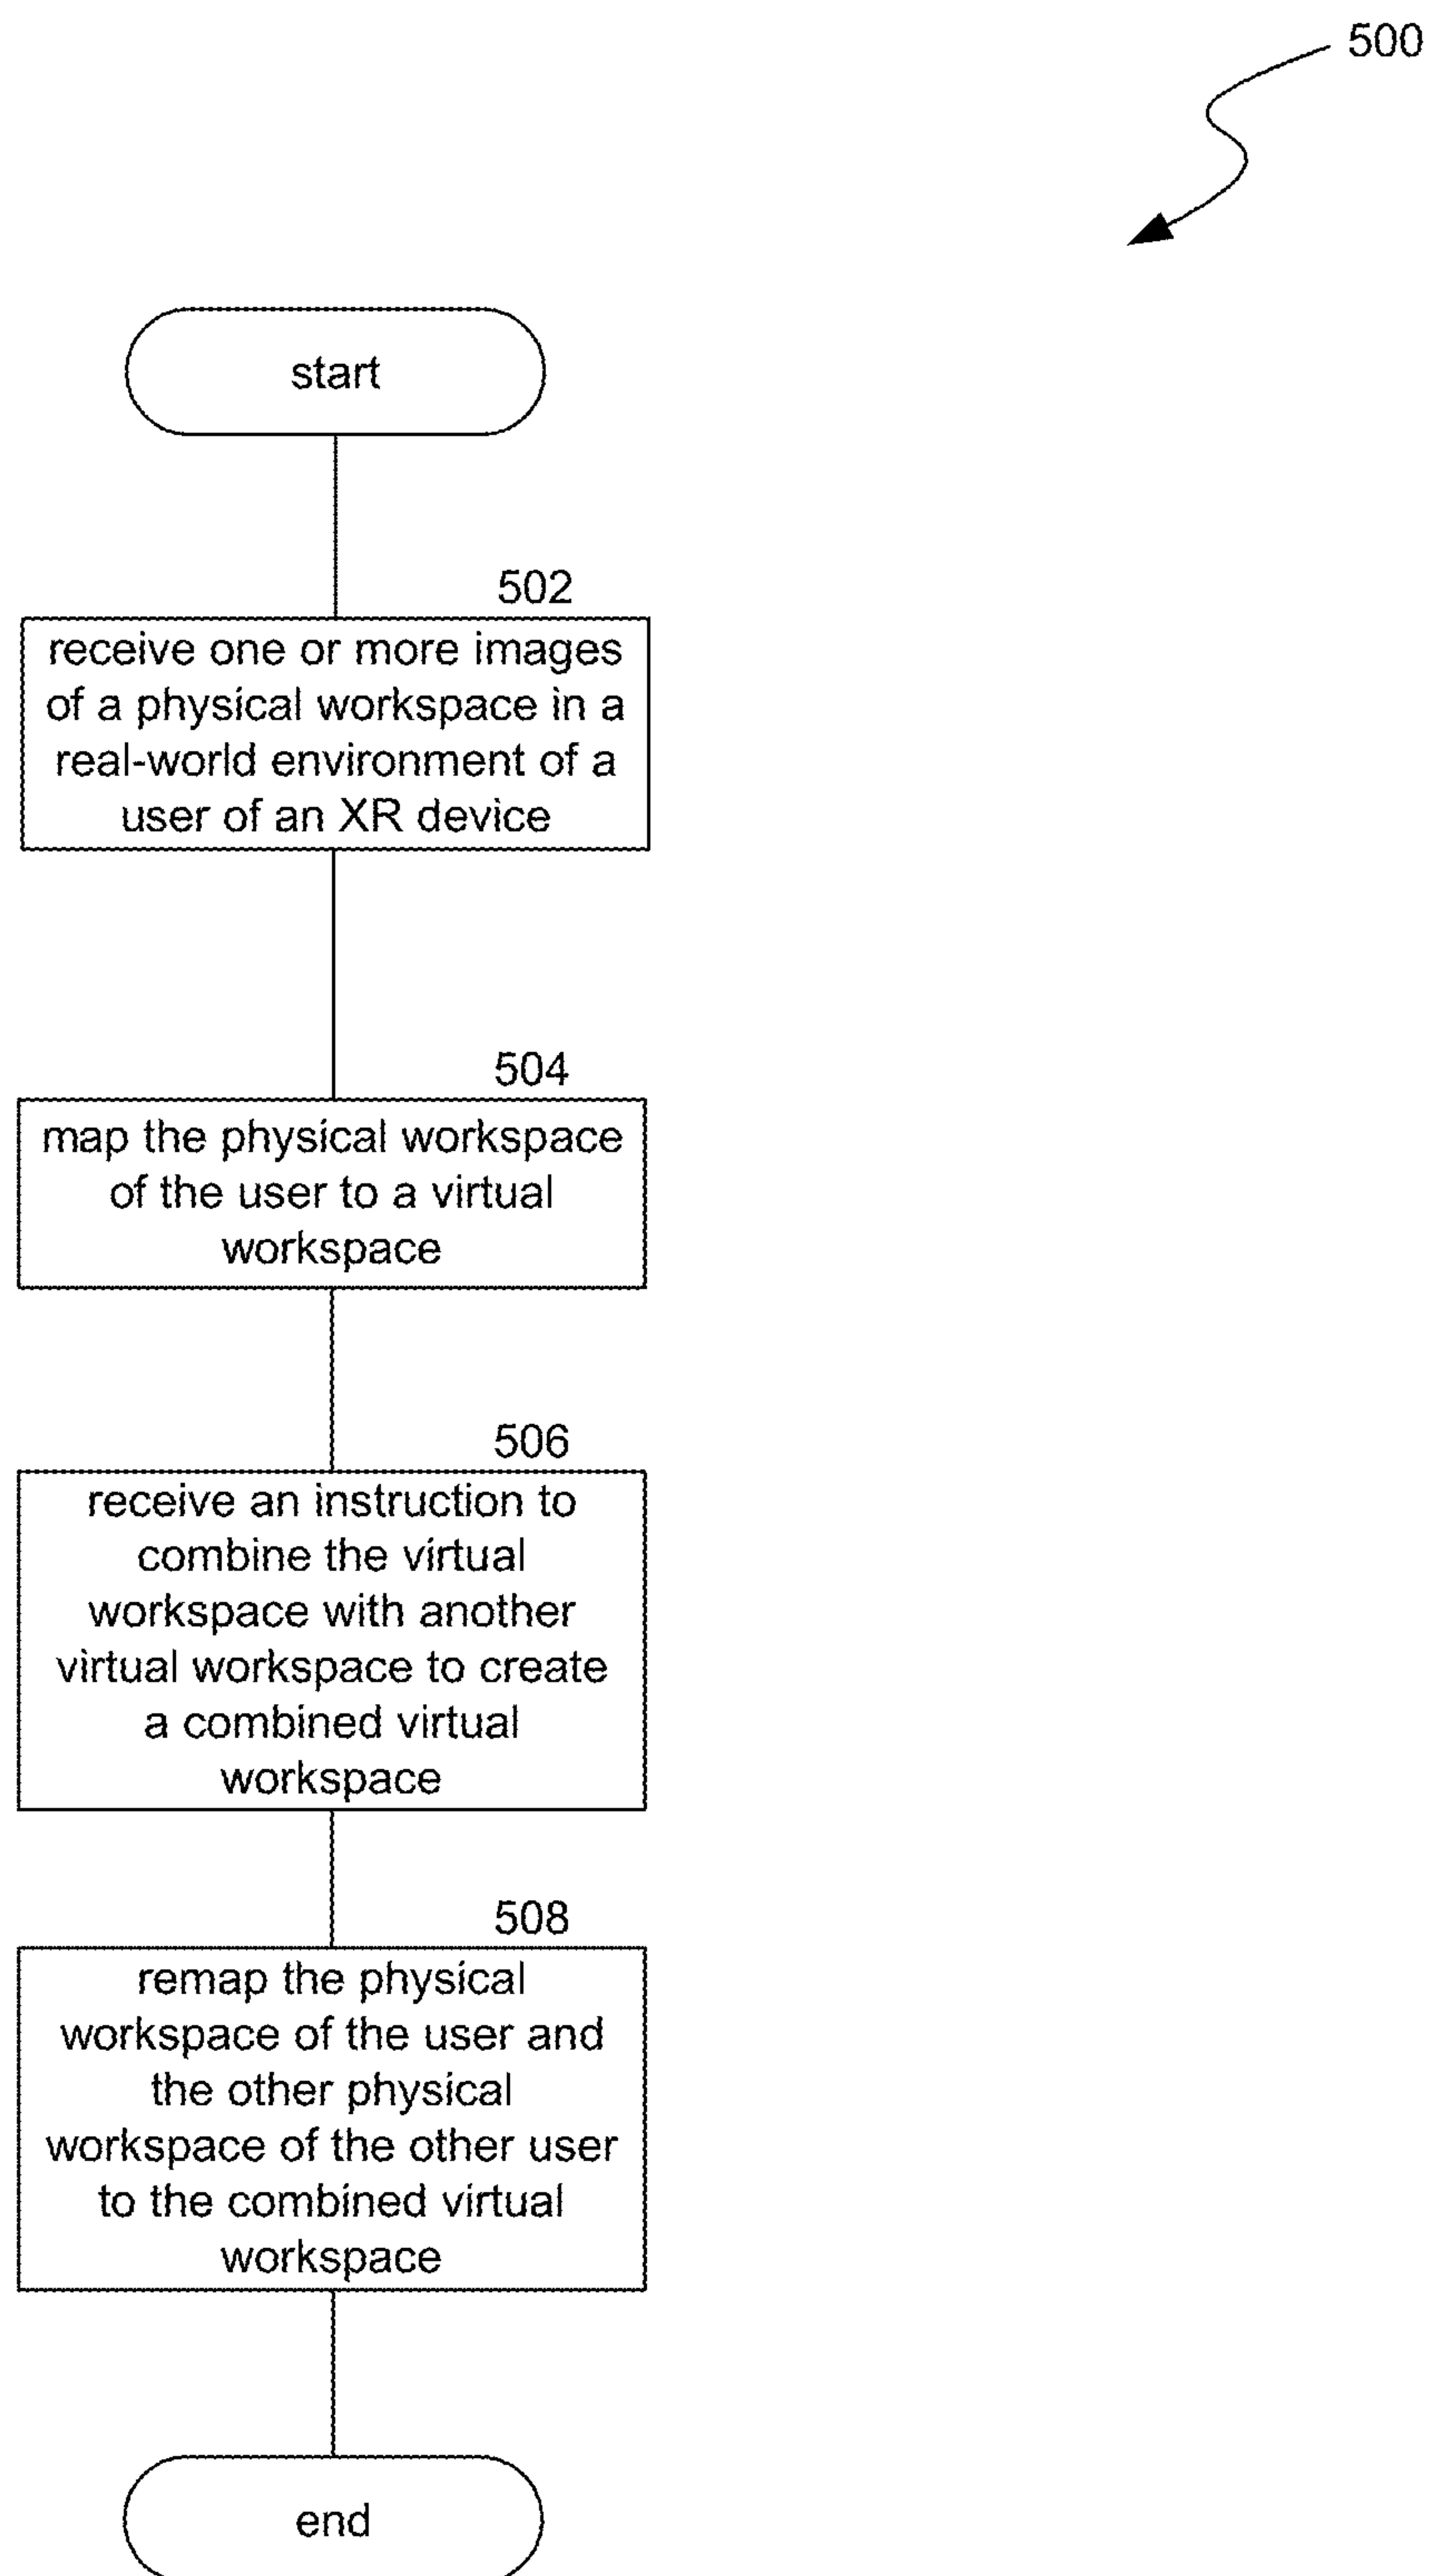 500
start
502
receive one or more images
of a physical workspace in a
real-world environment of a
user of an XR device
504
map the physical workspace
of the user to a virtual
workspace
506
receive an instruction to
combine the virtual
workspace with another
virtual workspace to create
a combined virtual
workspace
508
remap the physical
workspace of the user and
the other physical
workspace of the other user
to the combined virtual
workspace
end